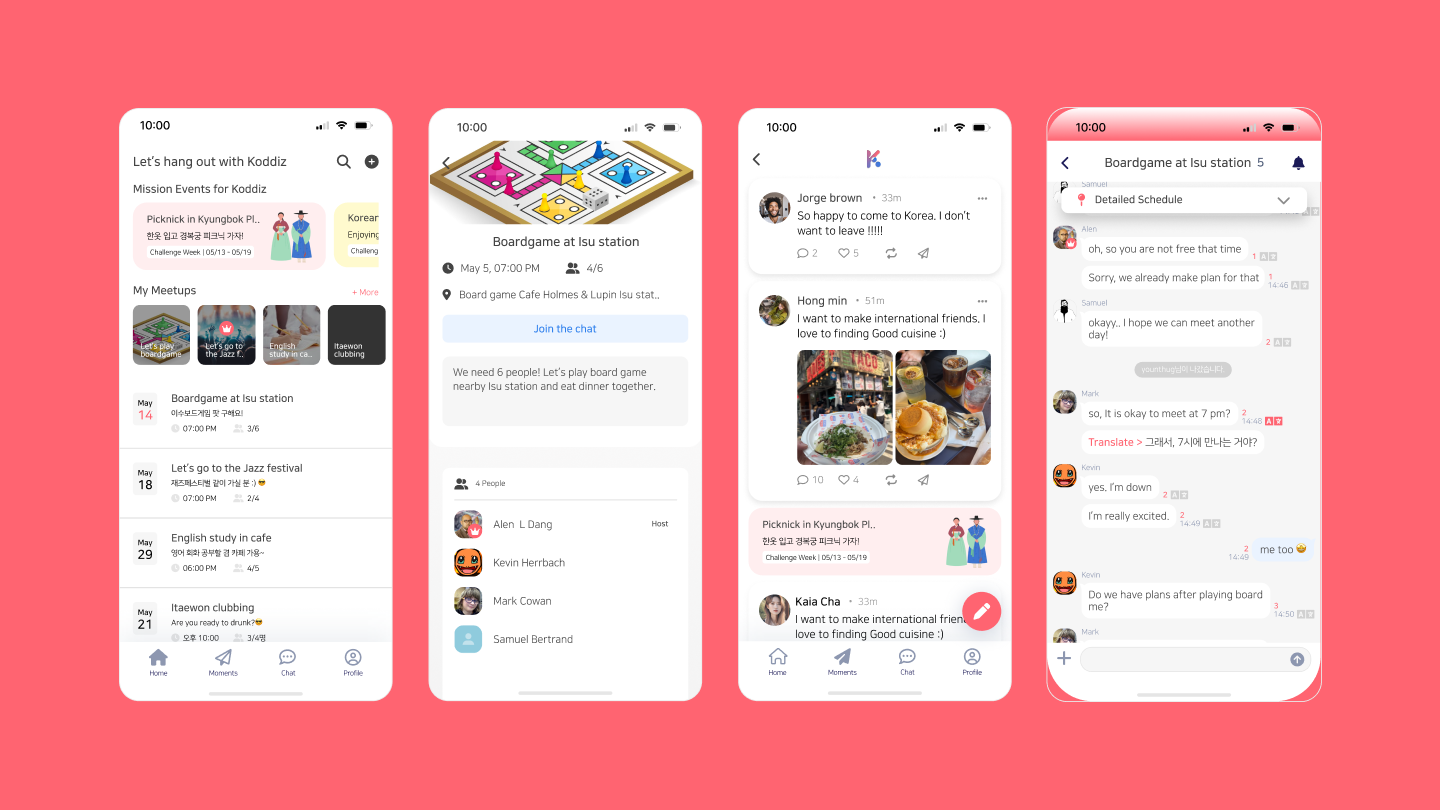 10:00
Let's hang out with Koddiz
Mission Events for Koddiz
Picknick in Kyungbok Pl..
한옷 입고 경복궁 피크닉 가자!
Challenge Week | 05/13 - 05/19
Korean
Enjoying
Challeng
My Meetups
+ More
Let's play
boardgame
Let's go to
the Jazz f..
English
study in ca..
Itaewon
clubbing
May
14
Boardgame at Isu station
이수보드게임 팟 구해요!
07:00 PM
3/6
May
18
Let's go to the Jazz festival
재즈페스티벌 같이 가실 분 :) 😎
07:00 PM
2/4
May
29
English study in cafe
영어 회화 공부할 겸 카페 가용~
06:00 PM
4/5
May
21
Itaewon clubbing
Are you ready to drunk?😎
오후 10:00
3/4명
Home
Moments
Chat
Profile
10:00
Boardgame at Isu station
May 5, 07:00 PM
4/6
Board game Cafe Holmes & Lupin Isu stat..
Join the chat
We need 6 people! Let's play board game
nearby Isu station and eat dinner together.
4 People
Alen L Dang
Host
Kevin Herrbach
Mark Cowan
Samuel Bertrand
10:00
Jorge brown • 33m
So happy to come to Korea. I don't
want to leave !!!!!
2
5
Hong min • 51m
I want to make international friends. I
love to finding Good cuisine :)
TACO
10
4
Picknick in Kyungbok Pl..
한옷 입고 경복궁 피크닉 가자!
Challenge Week | 05/13 - 05/19
Kaia Cha • 33m
I want to make international frien
love to finding Good cuisine :)
Home
Moments
Chat
Profile
10:00
Boardgame at Isu station 5
Samuel
Detailed Schedule
Alen
oh, so you are not free that time
1
Sorry, we already make plan for that
1
14:46
Samuel
okayy.. I hope we can meet another
day!
2
younthug님이 나갔습니다.
Mark
so, It is okay to meet at 7 pm?
2
14:48
Translate > 그래서, 7시에 만나는 거야?
Kevin
yes. I'm down
2
I'm really excited.
2
14:49
2
14:49
me too 🤩
Kevin
Do we have plans after playing board
me?
3
14:50
Mark